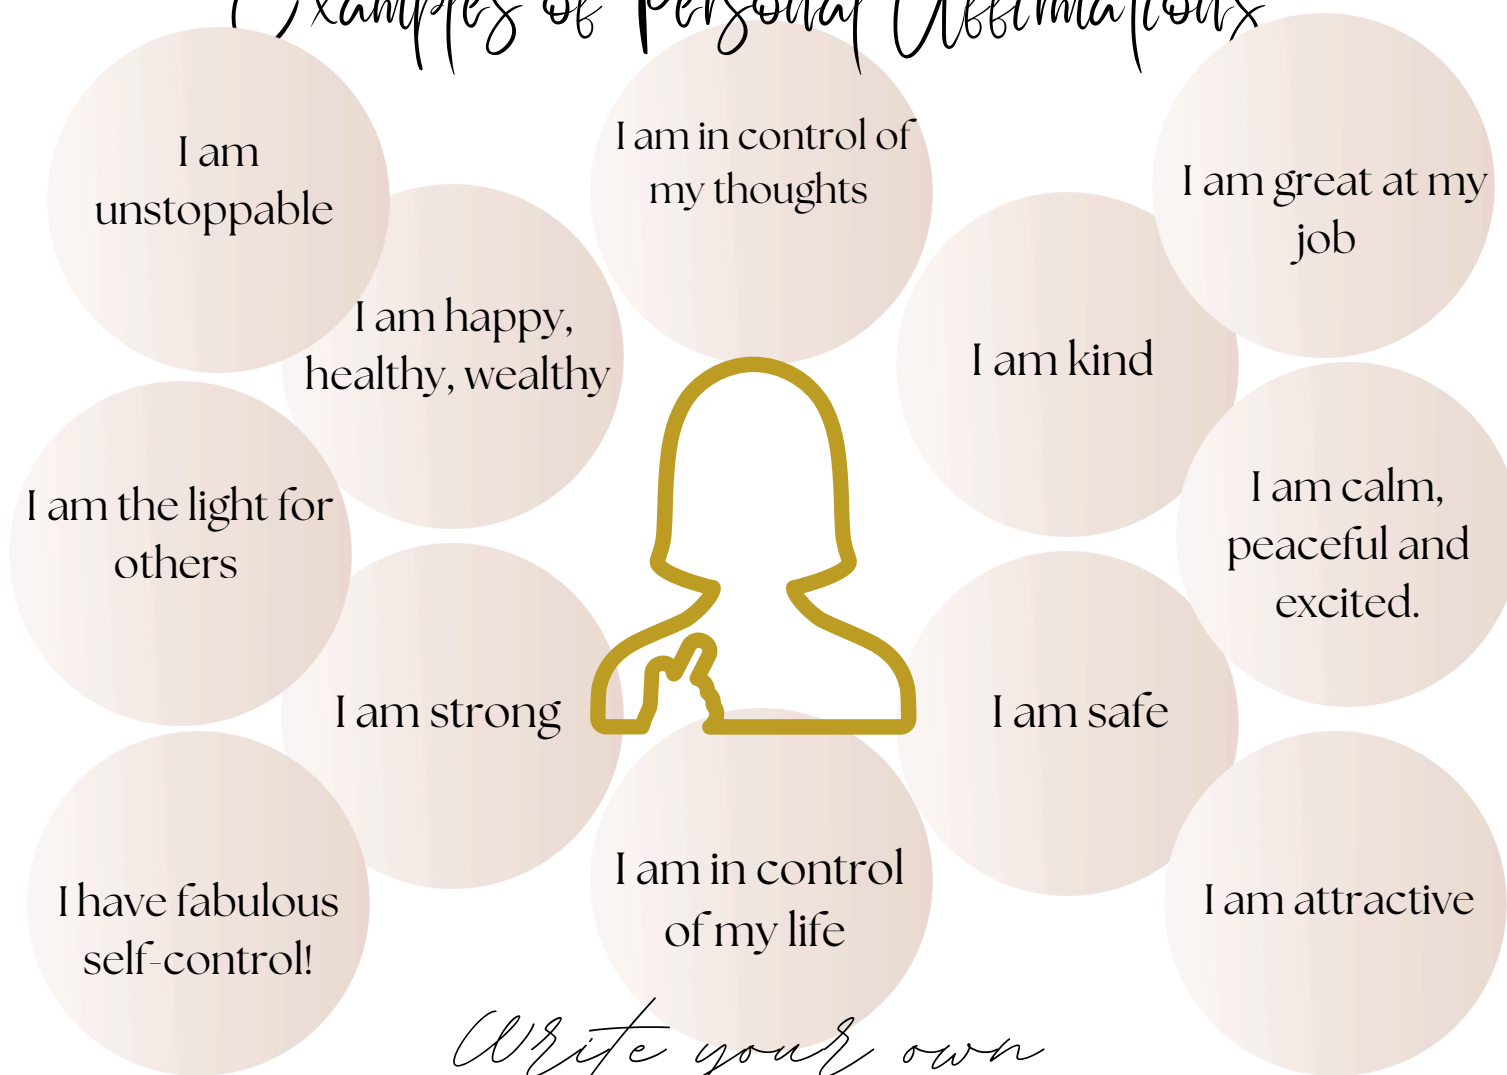 Examples of Personal Affirmations
I am
unstoppable
I am in control of
my thoughts
I am great at my
job
I am happy,
healthy, wealthy
I am kind
I am the light for
others
I am calm,
peaceful and
excited.
I am strong
I am safe
I have fabulous
self-control!
I am in control
of my life
I am attractive
Write your own